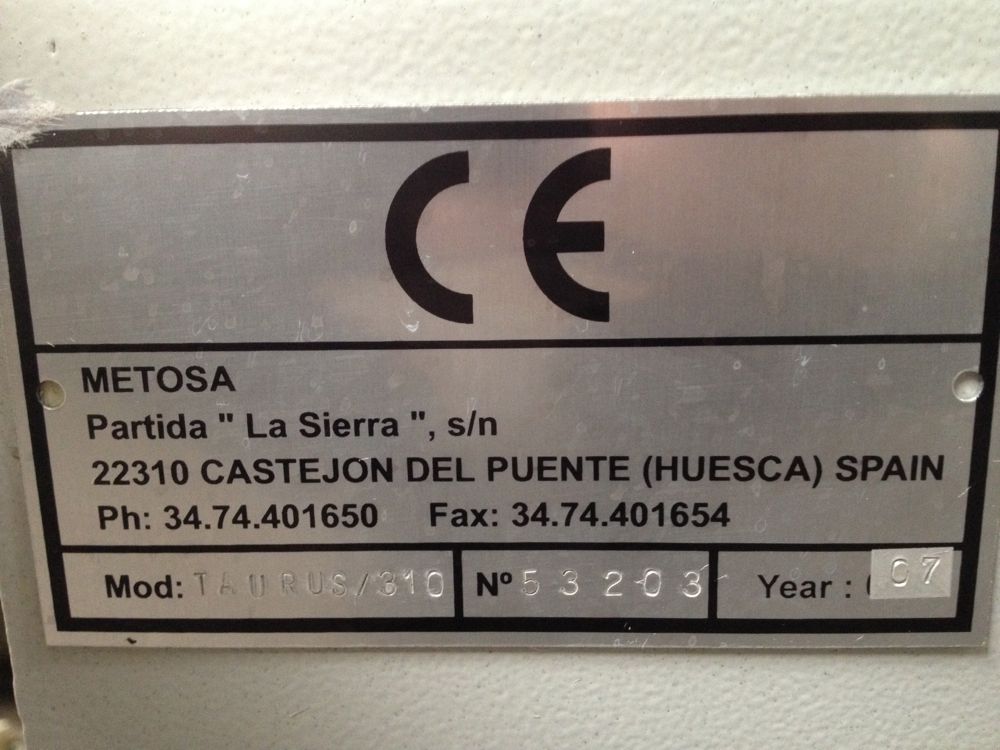 CE
METOSA
Partida " La Sierra ", s/n
22310 CASTEJON DEL PUENTE (HUESCA) SPAIN
Ph: 34.74.401650 Fax: 34.74.401654
Mod: TAURUS/310 Nº 53203 Year : 07